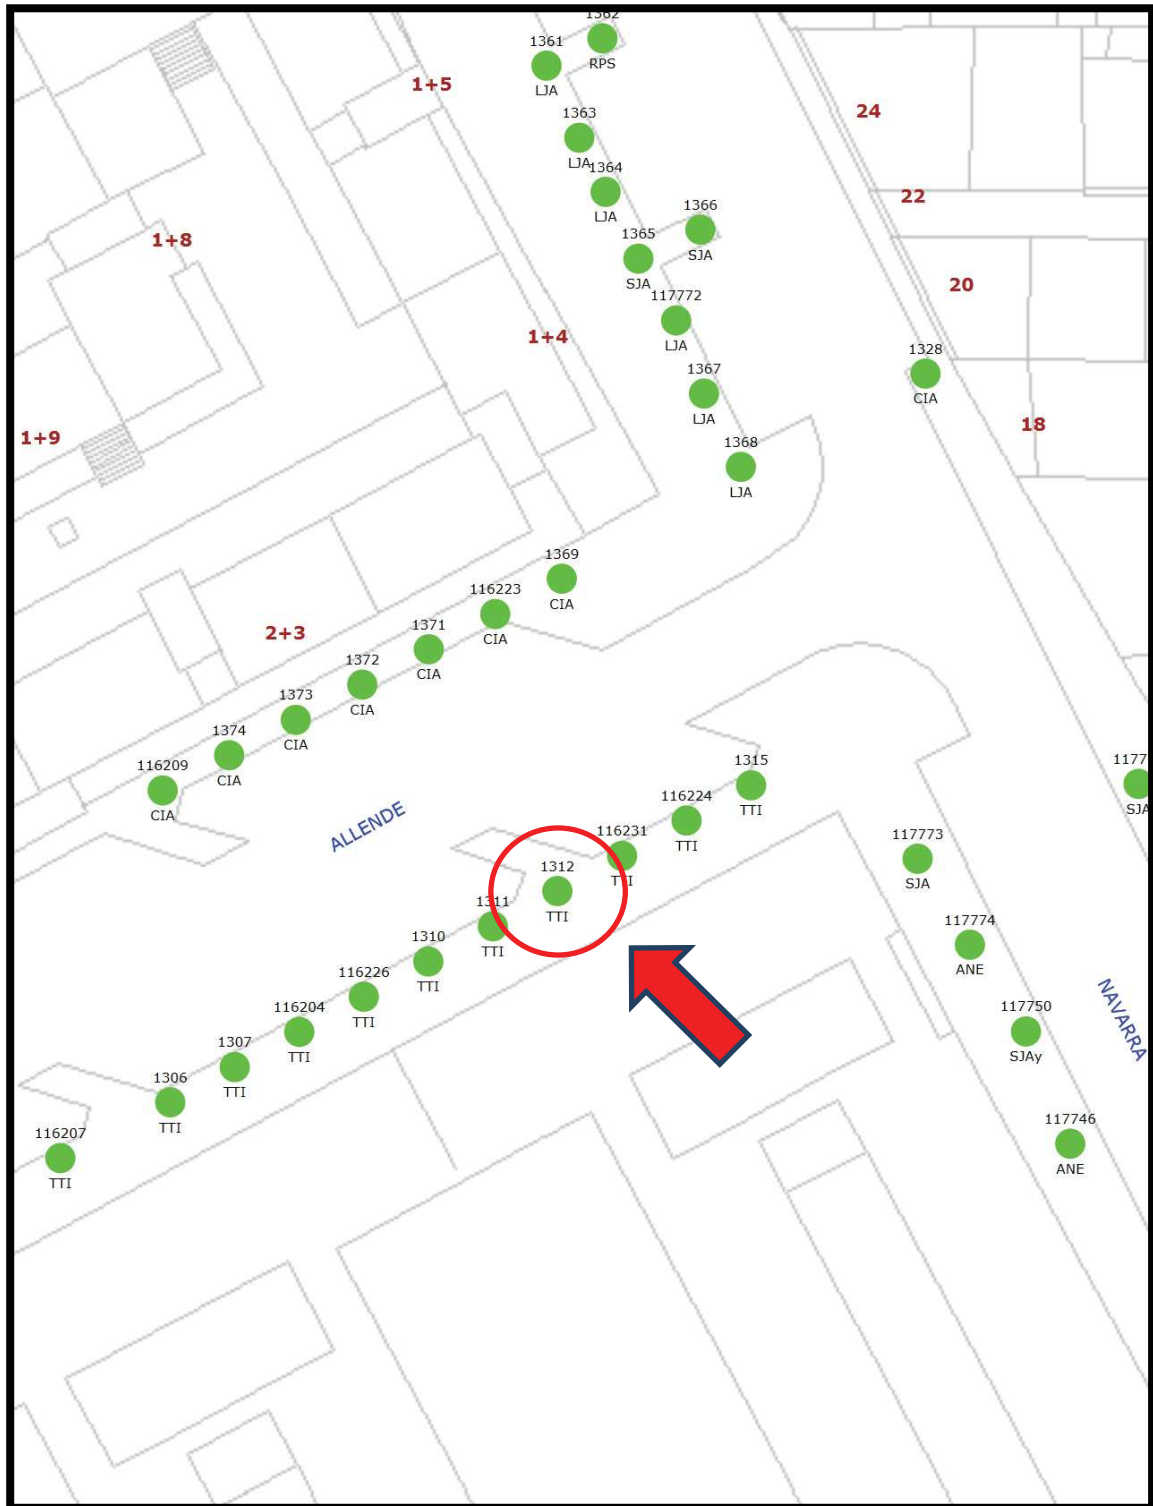 1362
RPS
1361
LJA
1+5
1363
LJA
24
1364
LJA
22
1366
SJA
1365
SJA
1+8
20
117772
LJA
1+4
1328
CIA
1367
LJA
18
1+9
1368
LJA
1369
CIA
116223
CIA
2+3
1371
CIA
1372
CIA
1373
CIA
1374
CIA
116209
CIA
1315
TTI
ALLENDE
116224
TTI
116231
TTI
117773
SJA
1312
TTI
1311
TTI
1310
TTI
117774
ANE
116226
TTI
116204
TTI
117750
SJAy
NAVARRA
1307
TTI
1306
TTI
116207
TTI
117746
ANE